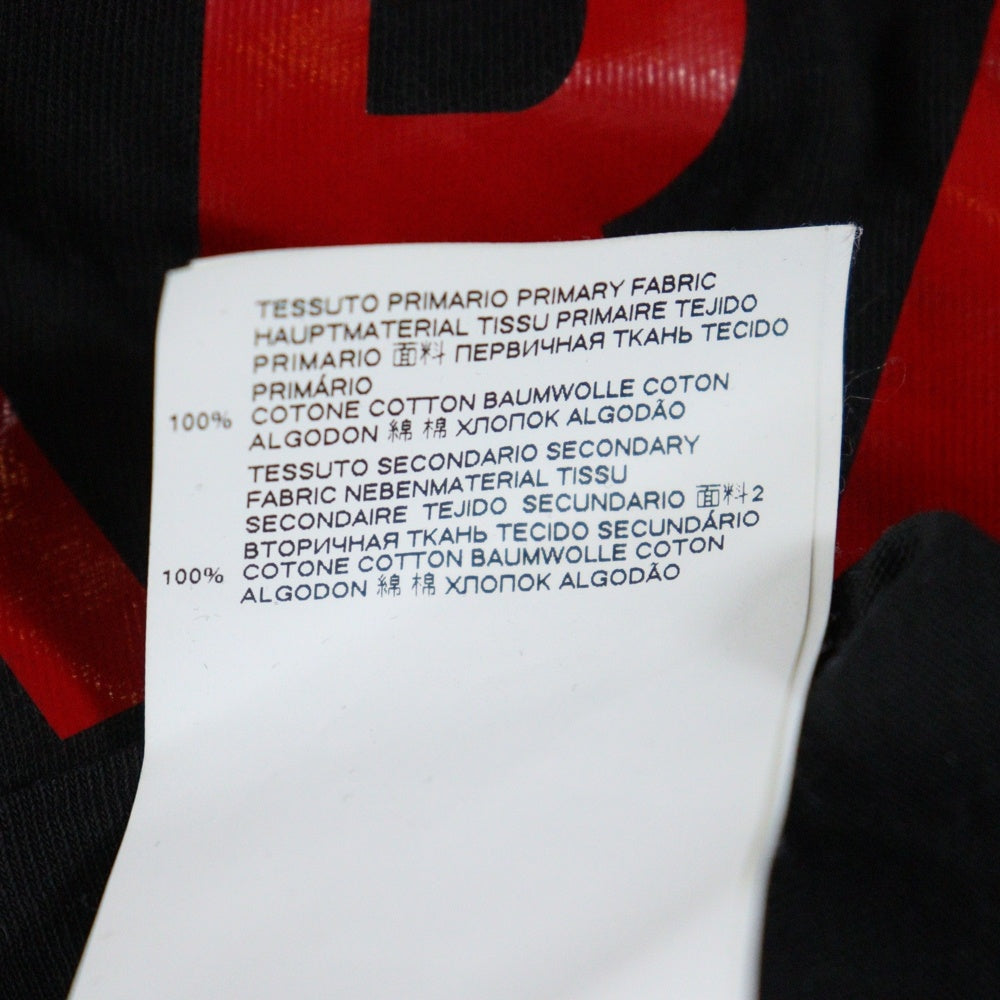 R
TESSUTO PRIMARIO PRIMARY FABRIC
HAUPTMATERIAL TISSU PRIMAIRE TEJIDO
PRIMARIO 面料 ПЕРВИЧНАЯ ТКАНЬ TECIDO
PRIMÁRIO
100% COTONE COTTON BAUMWOLLE COTON
ALGODON 綿 棉 ХЛОПОК ALGODÃO
TESSUTO SECONDARIO SECONDARY
FABRIC NEBENMATERIAL TISSU
SECONDAIRE TEJIDO SECUNDARIO 面料2
ВТОРИЧНАЯ ТКАНЬ TECIDO SECUNDÁRIO
100% COTONE COTTON BAUMWOLLE COTON
ALGODON 綿 棉 ХЛОПОК ALGODÃO